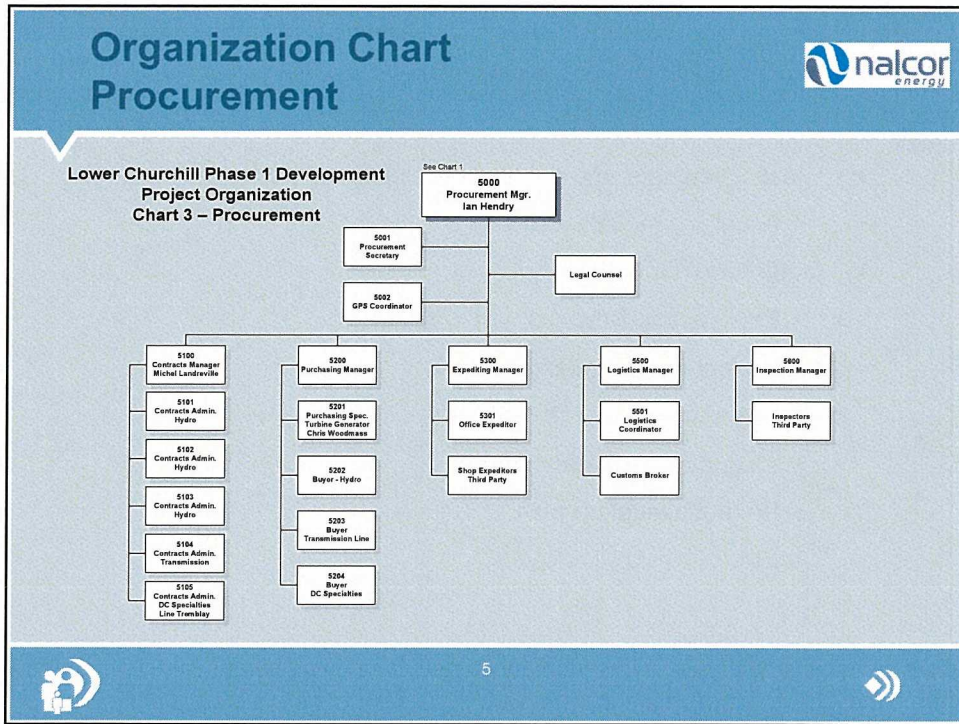 Organization Chart
Procurement
nalcor
energy
Lower Churchill Phase 1 Development
Project Organization
Chart 3 – Procurement
See Chart 1
5000
Procurement Mgr.
Ian Hendry
5001
Procurement
Secretary
Legal Counsel
5002
GPS Coordinator
5100
Contracts Manager
Michel Landreville
5101
Contracts Admin.
Hydro
5102
Contracts Admin.
Hydro
5103
Contracts Admin.
Hydro
5104
Contracts Admin.
Transmission
5105
Contracts Admin.
DC Specialties
Line Tremblay
5200
Purchasing Manager
5201
Purchasing Spec.
Turbine Generator
Chris Woodmass
5202
Buyer - Hydro
5203
Buyer
Transmission Line
5204
Buyer
DC Specialties
5300
Expediting Manager
5301
Office Expeditor
Shop Expeditors
Third Party
5500
Logistics Manager
5501
Logistics
Coordinator
Customs Broker
5600
Inspection Manager
Inspectors
Third Party
5